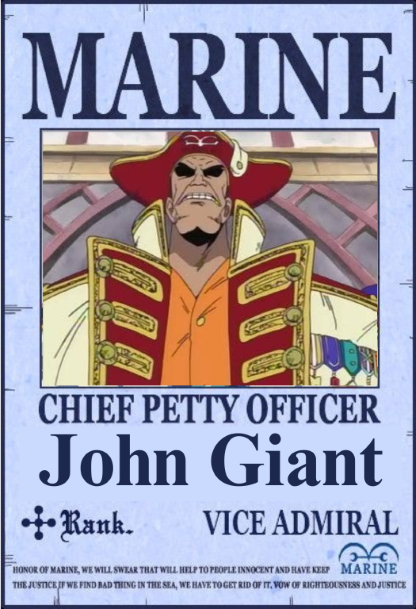 MARINE
CHIEF PETTY OFFICER
John Giant
Rank. VICE ADMIRAL
MARINE
HONOR OF MARINE, WE WILL SWEAR THAT WILL HELP TO PEOPLE INNOCENT AND HAVE KEEP
THE JUSTICE IF WE FIND BAD THING IN THE SEA, WE HAVE TO GET RID OF IT, VOW OF RIGHTEOUSNESS AND JUSTICE